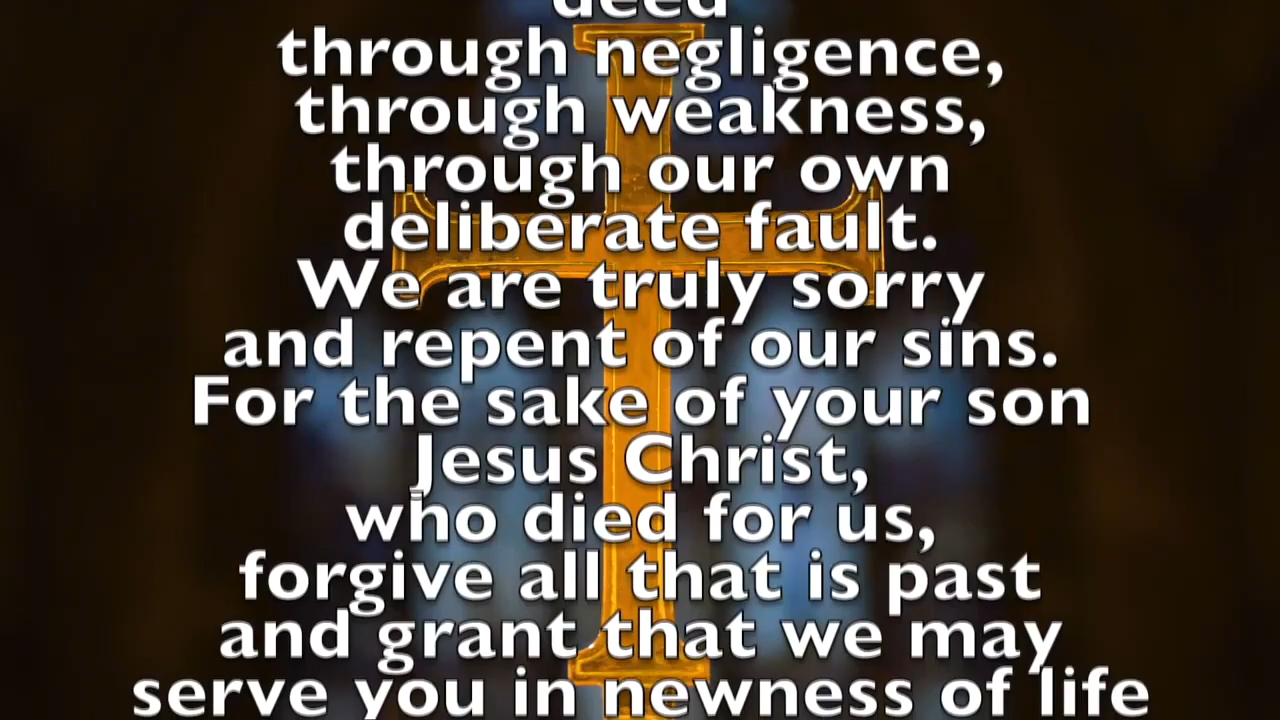 deed
through negligence,
through weakness,
through our own
deliberate fault.
We are truly sorry
and repent of our sins.
For the sake of your son
Jesus Christ,
who died for us,
forgive all that is past
and grant that we may
serve you in newness of life